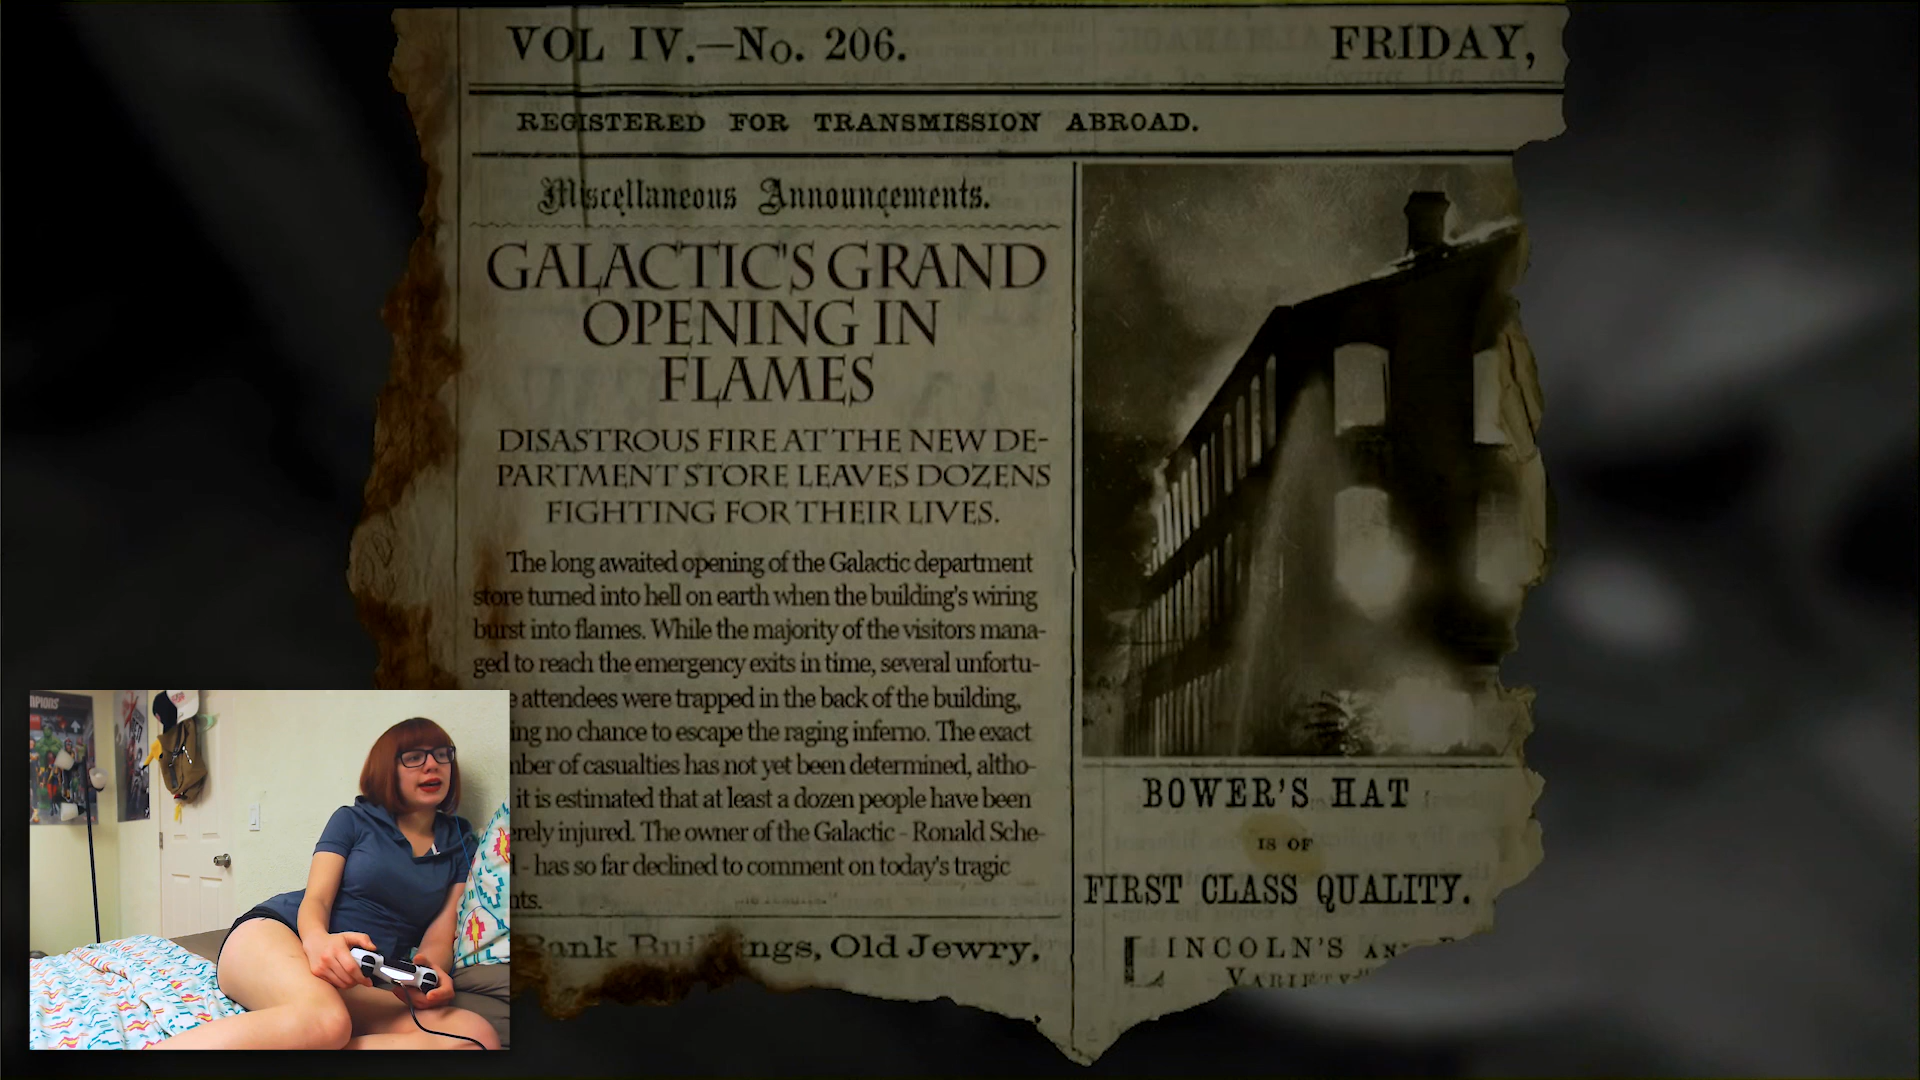 VOL IV.—No. 206.
FRIDAY,
REGISTERED FOR TRANSMISSION ABROAD.
Miscellaneous Announcements.
GALACTIC'S GRAND
OPENING IN
FLAMES
DISASTROUS FIRE AT THE NEW DE-
PARTMENT STORE LEAVES DOZENS
FIGHTING FOR THEIR LIVES.
The long awaited opening of the Galactic department
store turned into hell on earth when the building's wiring
burst into flames. While the majority of the visitors mana-
ged to reach the emergency exits in time, several unfortu-
attendees were trapped in the back of the building,
no chance to escape the raging inferno. The exact
of casualties has not yet been determined, altho-
it is estimated that at least a dozen people have been
injured. The owner of the Galactic - Ronald Sche-
- has so far declined to comment on today's tragic
Old Jewry,
BOWER'S HAT
IS OF
FIRST CLASS QUALITY.
LINCOLN'S